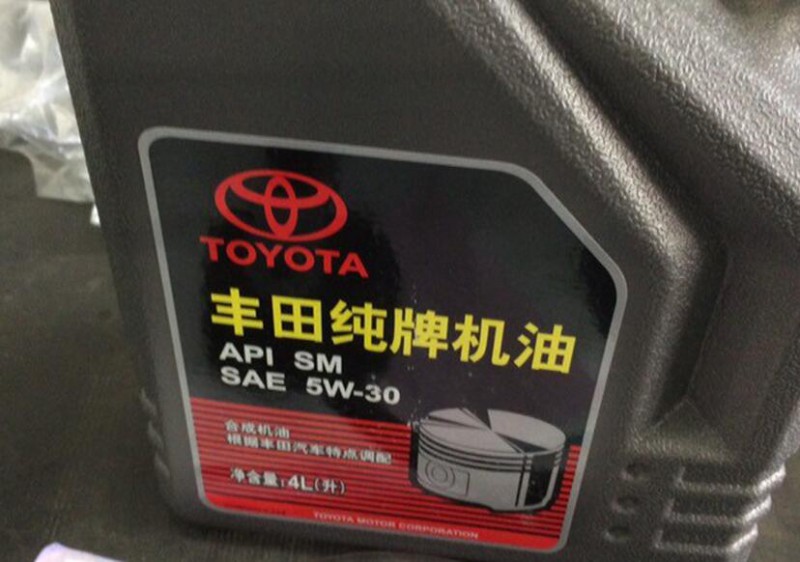 TOYOTA
丰田纯牌机油
API SM
SAE 5W-30
合成机油
根据丰田汽车特点调配
净含量:4L(升)
TOYOTA MOTOR CORPORATION